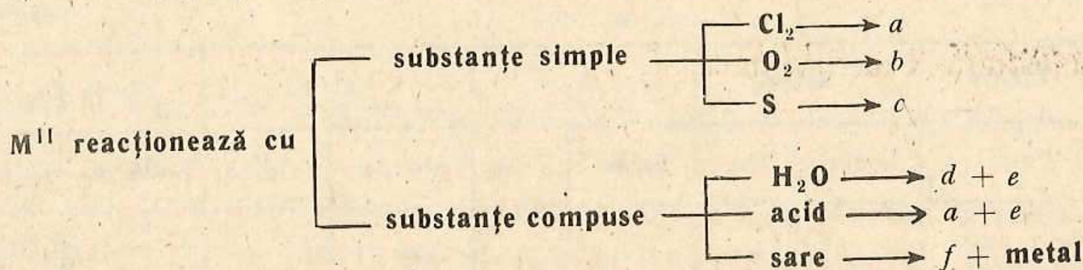 Cl₂ → a
substanțe simple O₂ → b
S → c
M^II reacționează cu
H₂O → d + e
substanțe compuse acid → a + e
sare → f + metal